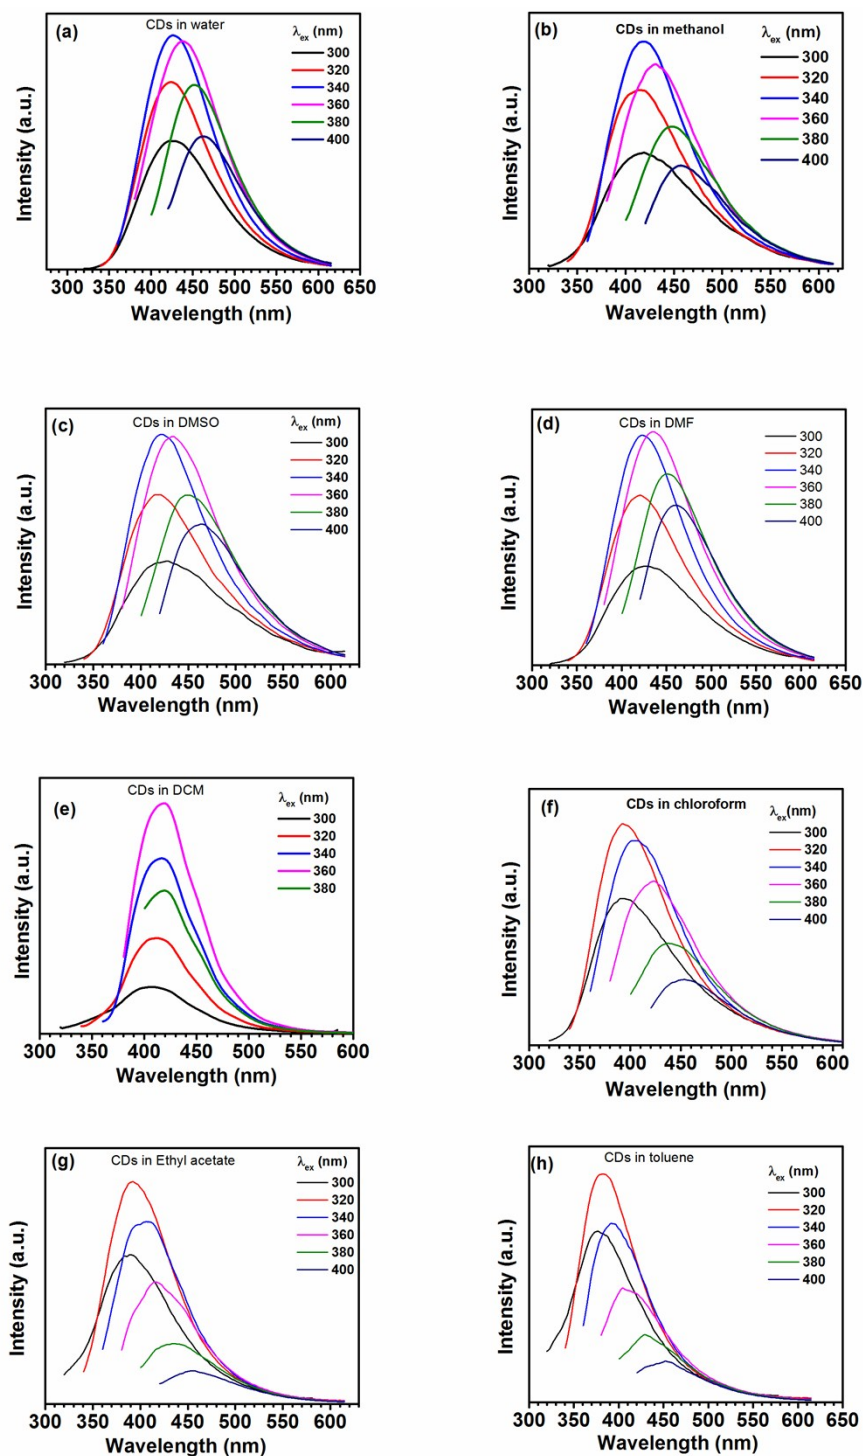 (a)
CDs in water
λex (nm)
300
320
340
360
380
400
Intensity (a.u.)
300 350 400 450 500 550 600 650
Wavelength (nm)
(b)
CDs in methanol
λex (nm)
300
320
340
360
380
400
Intensity (a.u.)
300 350 400 450 500 550 600
Wavelength (nm)
(c)
CDs in DMSO
λex (nm)
300
320
340
360
380
400
Intensity (a.u.)
300 350 400 450 500 550 600
Wavelength (nm)
(d)
CDs in DMF
300
320
340
360
380
400
Intensity (a.u.)
300 350 400 450 500 550 600 650
Wavelength (nm)
(e)
CDs in DCM
λex (nm)
300
320
340
360
380
Intensity (a.u.)
300 350 400 450 500 550 600
Wavelength (nm)
(f)
CDs in chloroform
λex(nm)
300
320
340
360
380
400
Intensity (a.u.)
300 350 400 450 500 550 600
Wavelength (nm)
(g)
CDs in Ethyl acetate
λex (nm)
300
320
340
360
380
400
Intensity (a.u.)
300 350 400 450 500 550 600
Wavelength (nm)
(h)
CDs in toluene
λex (nm)
300
320
340
360
380
400
Intensity (a.u.)
300 350 400 450 500 550 600 650
Wavelength (nm)